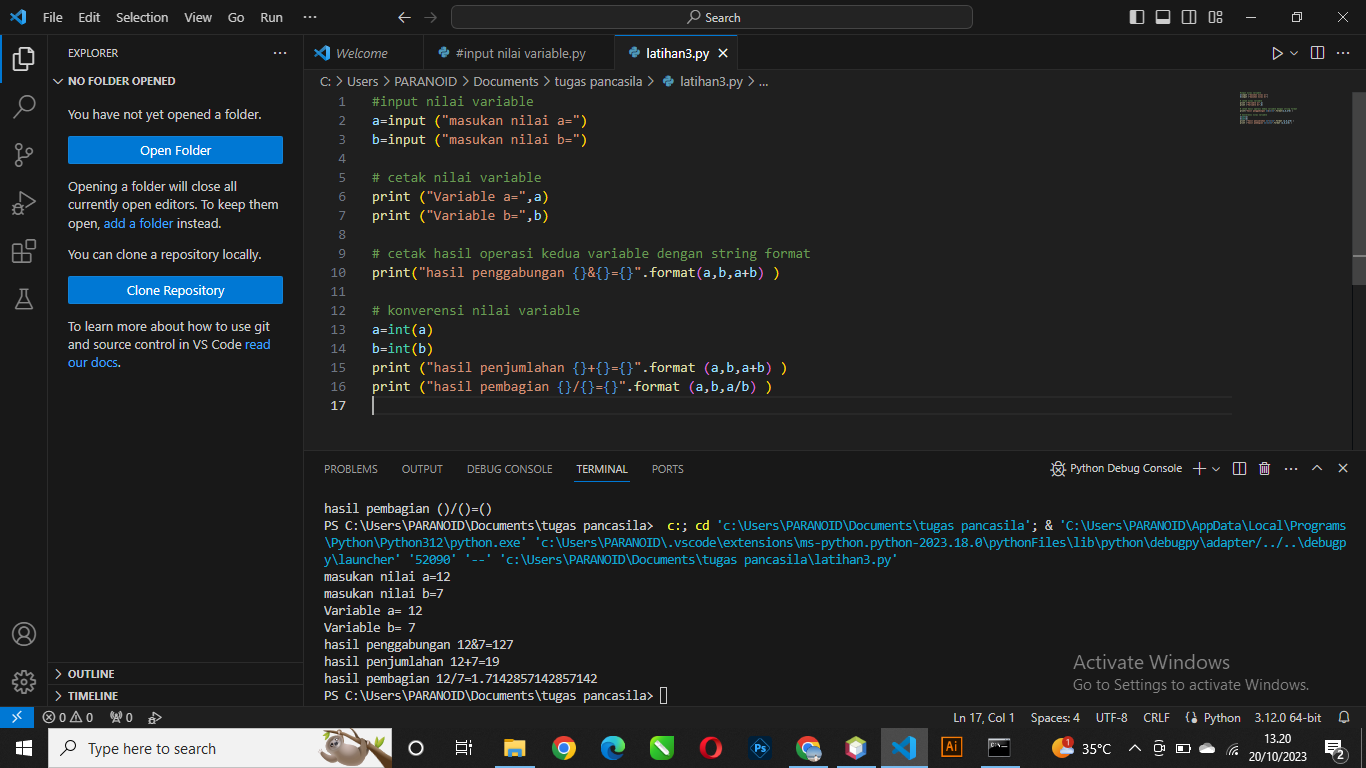 File Edit Selection View Go Run ··· Search
EXPLORER ···
Welcome #input nilai variable.py latihan3.py
NO FOLDER OPENED
C: > Users > PARANOID > Documents > tugas pancasila > latihan3.py > ...
You have not yet opened a folder.
Open Folder
Opening a folder will close all
currently open editors. To keep them
open, add a folder instead.
You can clone a repository locally.
Clone Repository
To learn more about how to use git
and source control in VS Code read
our docs.
OUTLINE
TIMELINE
1 #input nilai variable
2 a=input ("masukan nilai a=")
3 b=input ("masukan nilai b=")
4
5 # cetak nilai variable
6 print ("Variable a=",a)
7 print ("Variable b=",b)
8
9 # cetak hasil operasi kedua variable dengan string format
10 print("hasil penggabungan {}&{}={}".format(a,b,a+b) )
11
12 # konverensi nilai variable
13 a=int(a)
14 b=int(b)
15 print ("hasil penjumlahan {}+{}={}".format (a,b,a+b) )
16 print ("hasil pembagian {}/{}={}".format (a,b,a/b) )
17
PROBLEMS OUTPUT DEBUG CONSOLE TERMINAL PORTS Python Debug Console
hasil pembagian ()/()=()
PS C:\Users\PARANOID\Documents\tugas pancasila>  c:; cd 'c:\Users\PARANOID\Documents\tugas pancasila'; & 'C:\Users\PARANOID\AppData\Local\Programs
\Python\Python312\python.exe' 'c:\Users\PARANOID\.vscode\extensions\ms-python.python-2023.18.0\pythonFiles\lib\python\debugpy\adapter/../..\debugp
y\launcher' '52090' '--' 'c:\Users\PARANOID\Documents\tugas pancasila\latihan3.py'
masukan nilai a=12
masukan nilai b=7
Variable a= 12
Variable b= 7
hasil penggabungan 12&7=127
hasil penjumlahan 12+7=19
hasil pembagian 12/7=1.7142857142857142
PS C:\Users\PARANOID\Documents\tugas pancasila>
Activate Windows
Go to Settings to activate Windows.
0 0 0 Ln 17, Col 1 Spaces: 4 UTF-8 CRLF Python 3.12.0 64-bit
Type here to search Ps Ai 1 35°C 13.20
20/10/2023 2